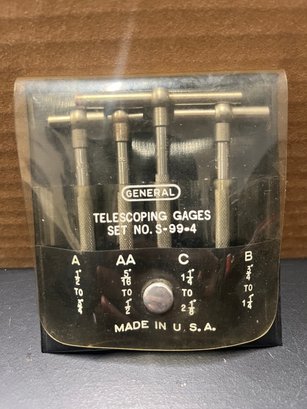 GENERAL
TELESCOPING GAGES
SET NO. S-99-4
A AA C B
1/2" TO 3/4"
5/16" TO 1/2"
1 1/4" TO 2 1/8"
3/4" TO 1 1/4"
MADE IN U.S.A.